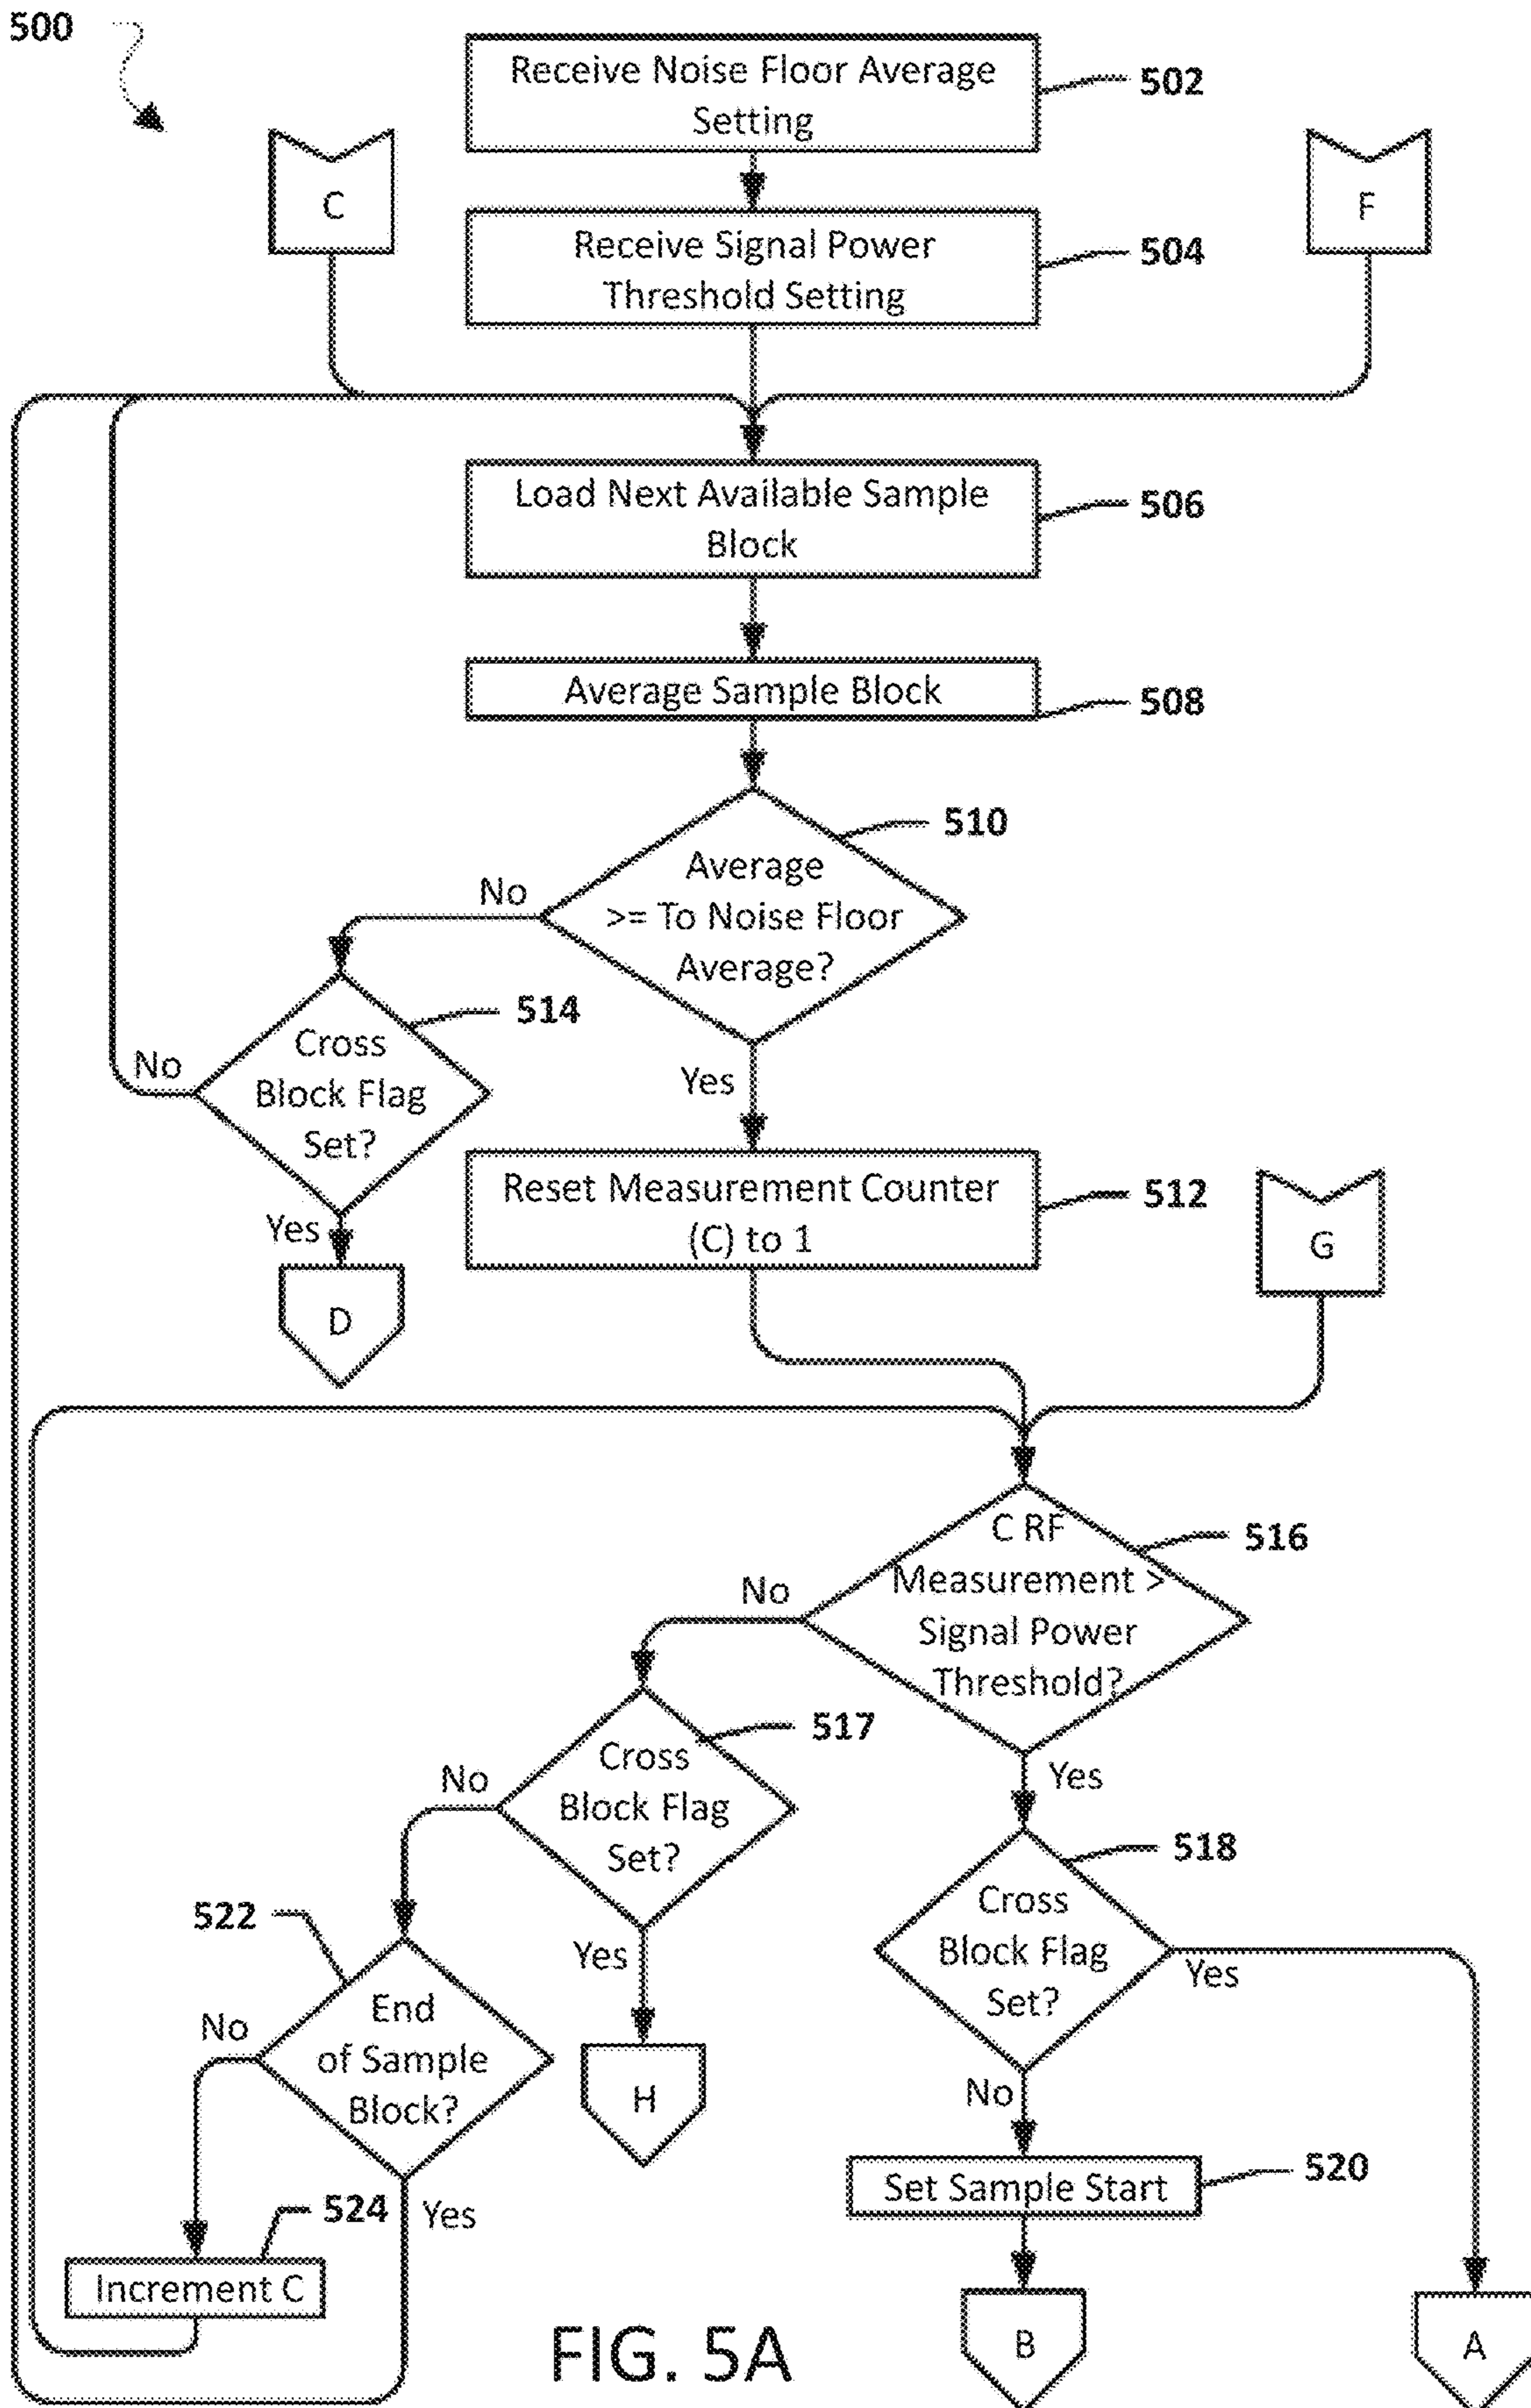 500
Receive Noise Floor Average
Setting
502
C
F
Receive Signal Power
Threshold Setting
504
Load Next Available Sample
Block
506
Average Sample Block
508
510
Average
>= To Noise Floor
Average?
No
514
Cross
Block Flag
Set?
No
Yes
Yes
D
Reset Measurement Counter
(C) to 1
512
G
C RF
Measurement >
Signal Power
Threshold?
516
No
517
Cross
Block Flag
Set?
No
Yes
Yes
518
Cross
Block Flag
Set?
Yes
522
End
of Sample
Block?
No
H
No
Set Sample Start
520
524
Yes
Increment C
B
A
FIG. 5A